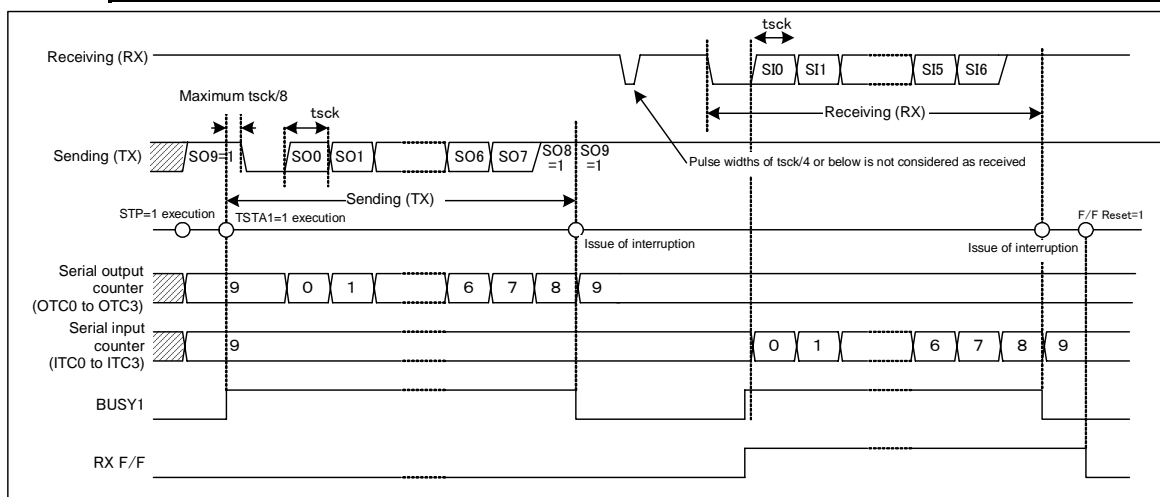 tsck
Receiving (RX)
SI0 SI1 SI5 SI6
Maximum tsck/8
tsck
Receiving (RX)
Sending (TX)
SO9=1 SO0 SO1 SO6 SO7 SO8 =1 SO9 =1
Pulse widths of tsck/4 or below is not considered as received
Sending (TX)
STP=1 execution
TSTA1=1 execution
F/F Reset=1
Issue of interruption
Issue of interruption
Serial output
counter
(OTC0 to OTC3)
9 0 1 6 7 8 9
Serial input
counter
(ITC0 to ITC3)
9 0 1 6 7 8 9
BUSY1
RX F/F